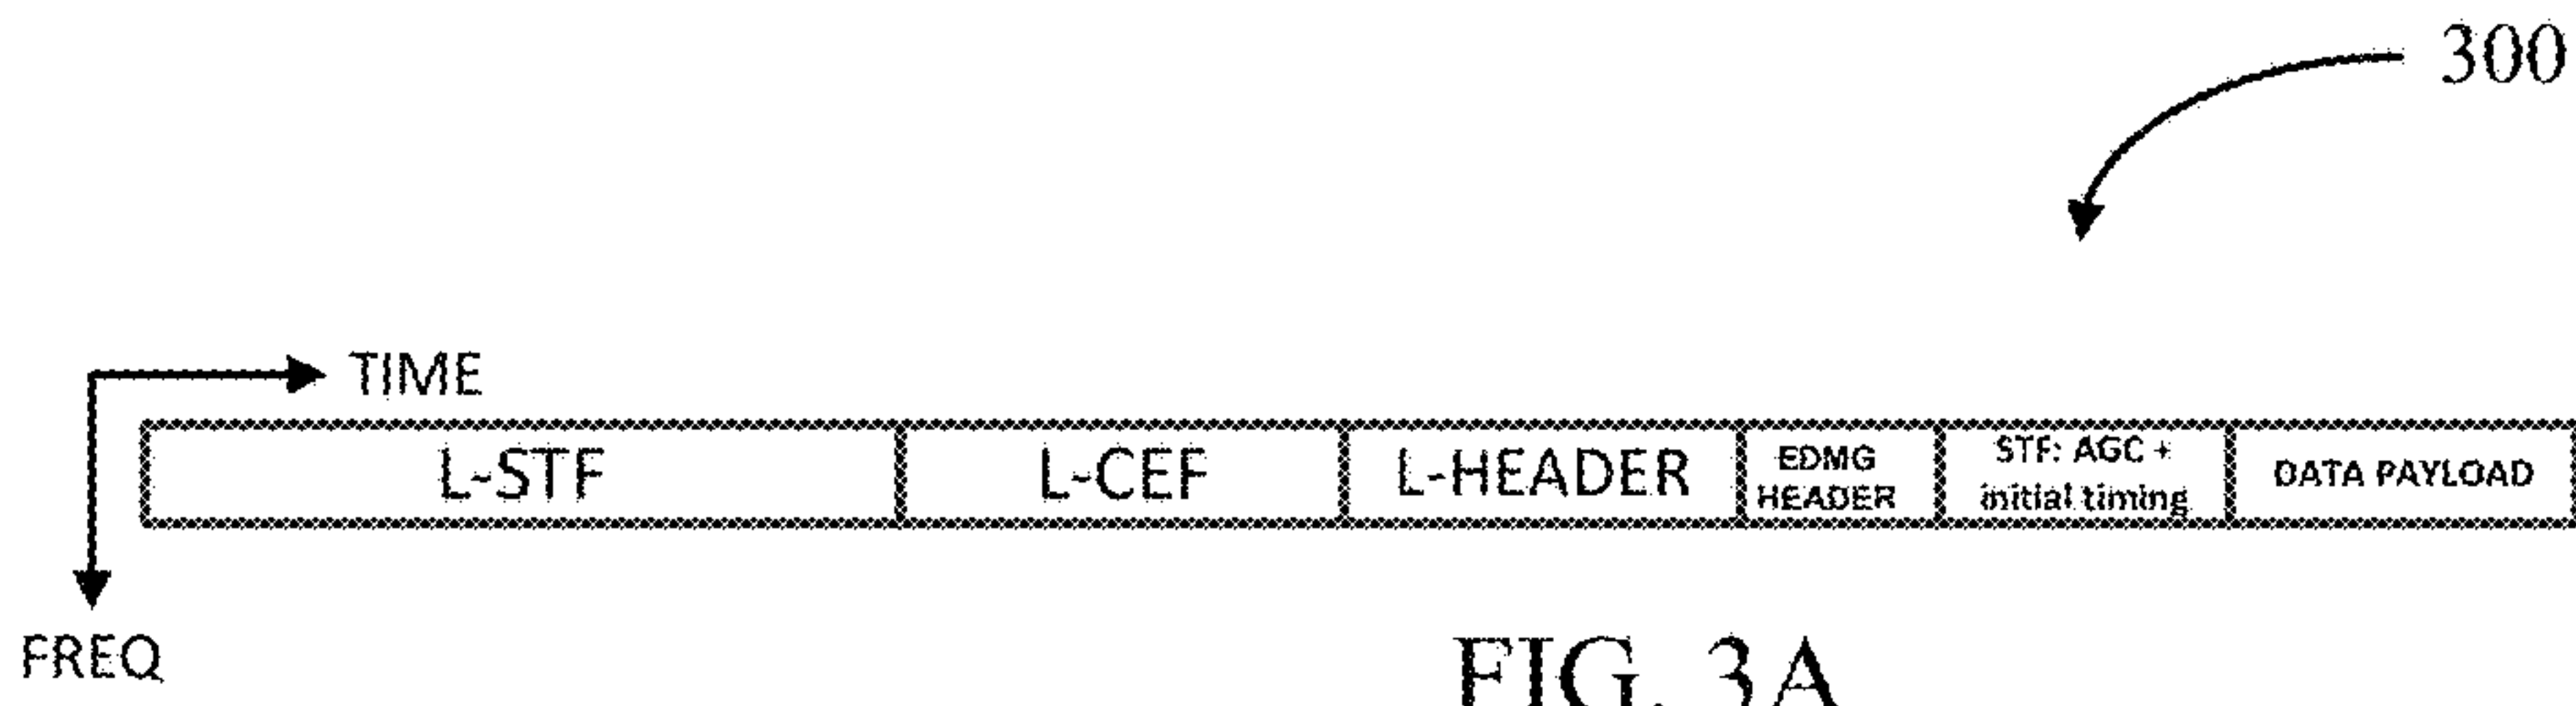 300
TIME
L-STF
L-CEF
L-HEADER
EDMG
HEADER
STF: AGC +
initial timing
DATA PAYLOAD
FREQ
FIG. 3A